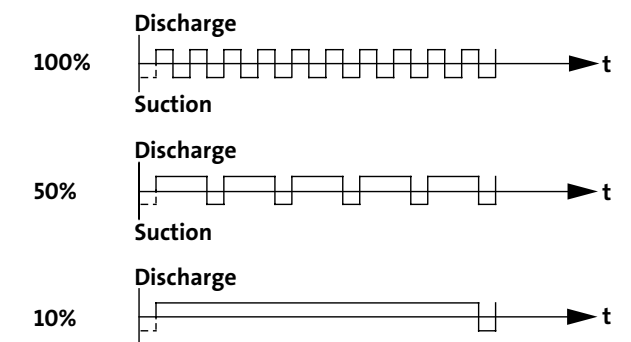 Discharge
100% t
Suction
Discharge
50% t
Suction
Discharge
10% t